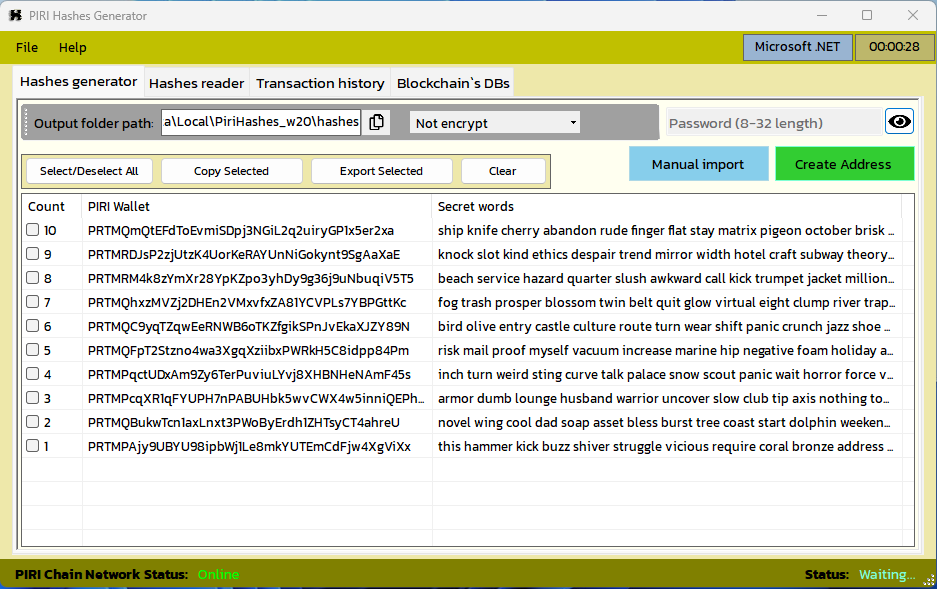 PIRI Hashes Generator
File Help Microsoft .NET 00:00:28
Hashes generator Hashes reader Transaction history Blockchain`s DBs
Output folder path: a\Local\PiriHashes_w20\hashes Not encrypt Password (8-32 length)
Select/Deselect All Copy Selected Export Selected Clear Manual import Create Address
Count PIRI Wallet Secret words
10 PRTMQmQtEFdToEvmiSDpj3NGiL2q2uiryGP1x5er2xa ship knife cherry abandon rude finger flat stay matrix pigeon october brisk ...
9 PRTMRDJsP2zjUtzK4UorKeRAYUnNiGokynt9SgAaXaE knock slot kind ethics despair trend mirror width hotel craft subway theory...
8 PRTMRM4k8zYmXr28YpKZpo3yhDy9g36j9uNbuqiV5T5 beach service hazard quarter slush awkward call kick trumpet jacket million...
7 PRTMQhxzMVZj2DHEn2VMxvfxZA81YCVPLs7YBPGttKc fog trash prosper blossom twin belt quit glow virtual eight clump river trap...
6 PRTMQC9yqTZqwEeRNWB6oTKZfgikSPnJvEkaXJZY89N bird olive entry castle culture route turn wear shift panic crunch jazz shoe ...
5 PRTMQFpT2Stzno4wa3XgqXziibxPWRkH5C8idpp84Pm risk mail proof myself vacuum increase marine hip negative foam holiday a...
4 PRTMPqctUDxAm9Zy6TerPuviuLYvj8XHBNHeNAmF45s inch turn weird sting curve talk palace snow scout panic wait horror force v...
3 PRTMPcqXR1qFYUPH7nPABUHbk5wvCWX4w5inniQEPh... armor dumb lounge husband warrior uncover slow club tip axis nothing to...
2 PRTMQBukwTcn1axLnxt3PWoByErdh1ZHTsyCT4ahreU novel wing cool dad soap asset bless burst tree coast start dolphin weeken...
1 PRTMPAjy9UBYU98ipbWj1Le8mkYUTEmCdFjw4XgViXx this hammer kick buzz shiver struggle vicious require coral bronze address ...
PIRI Chain Network Status: Online Status: Waiting...